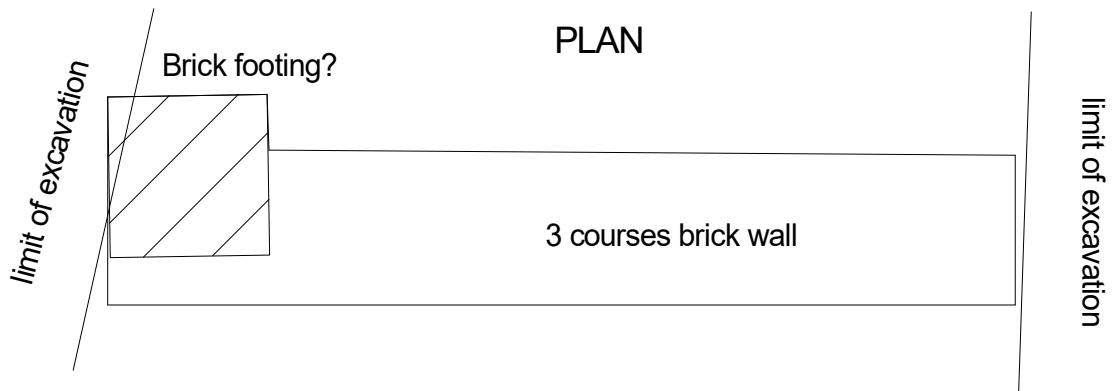 PLAN
Brick footing?
limit of excavation
3 courses brick wall
limit of excavation